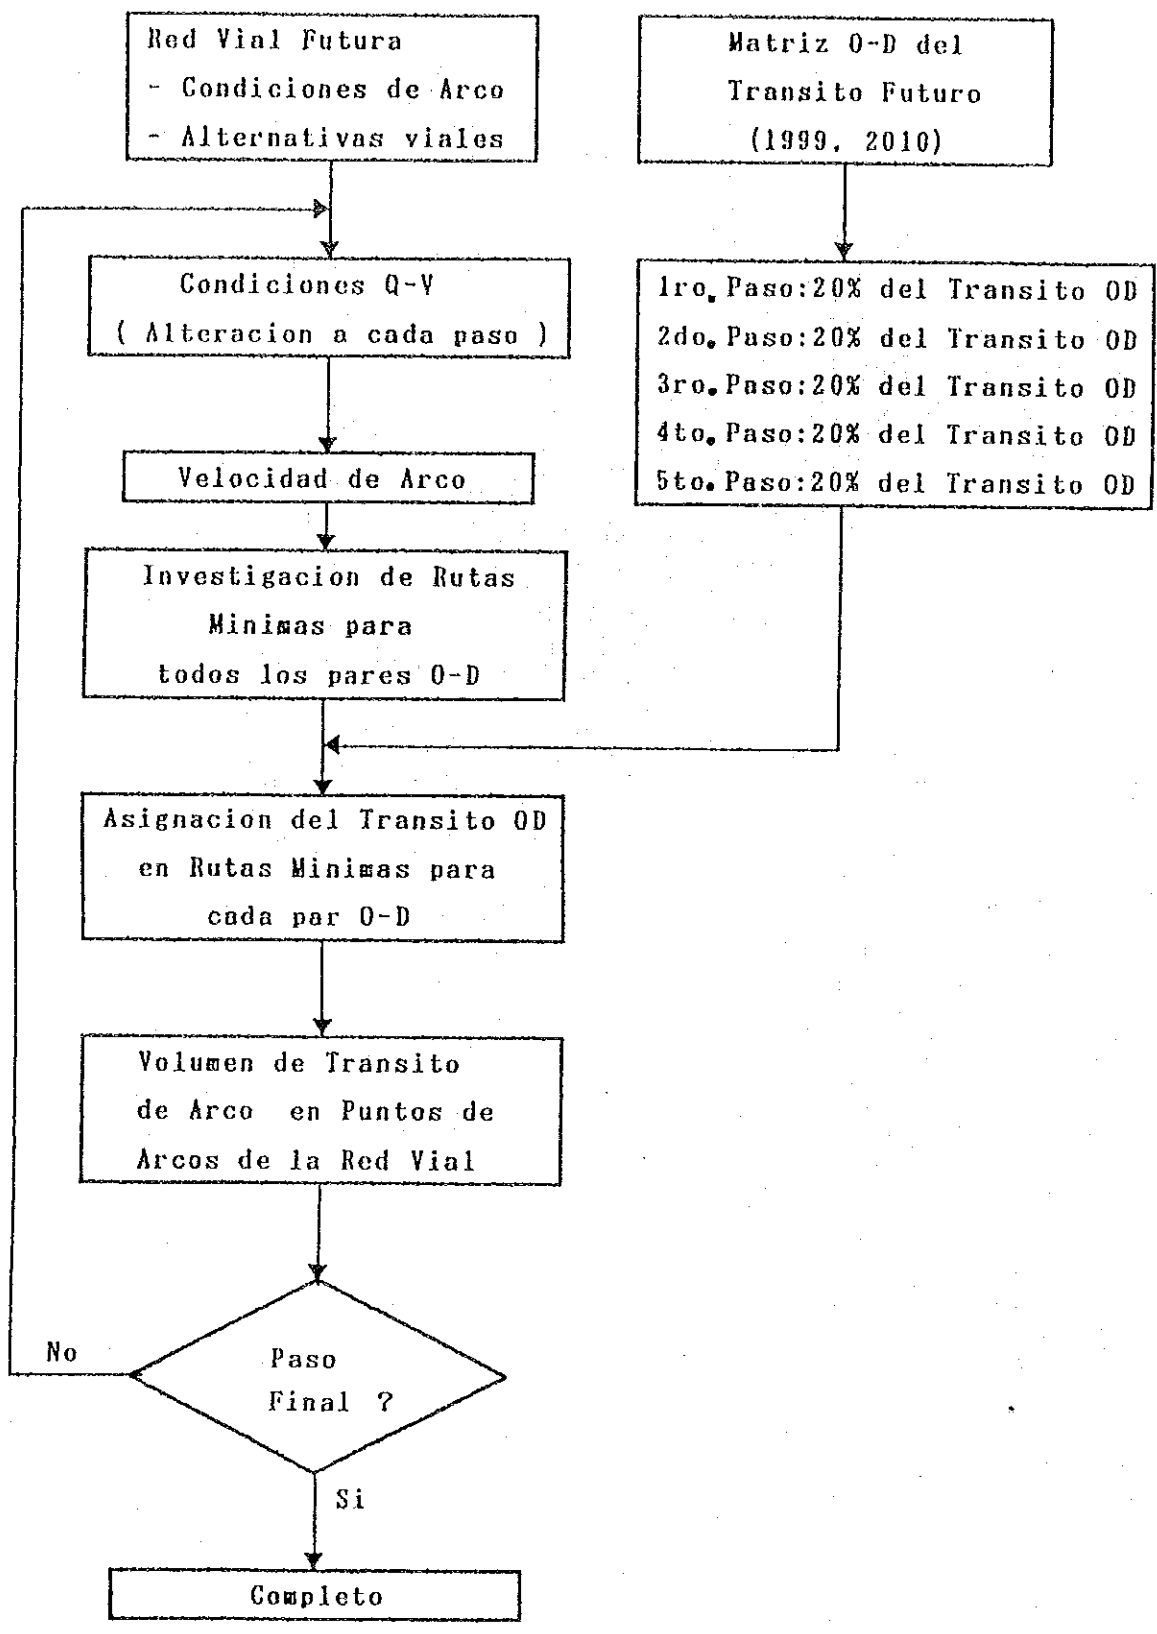 Red Vial Futura
- Condiciones de Arco
- Alternativas viales
Matriz O-D del
Transito Futuro
(1999, 2010)
Condiciones Q-V
( Alteracion a cada paso )
1ro. Paso:20% del Transito OD
2do. Paso:20% del Transito OD
3ro. Paso:20% del Transito OD
4to. Paso:20% del Transito OD
5to. Paso:20% del Transito OD
Velocidad de Arco
Investigacion de Rutas
Minimas para
todos los pares O-D
Asignacion del Transito OD
en Rutas Minimas para
cada par O-D
Volumen de Transito
de Arco en Puntos de
Arcos de la Red Vial
No
Paso
Final ?
Si
Completo